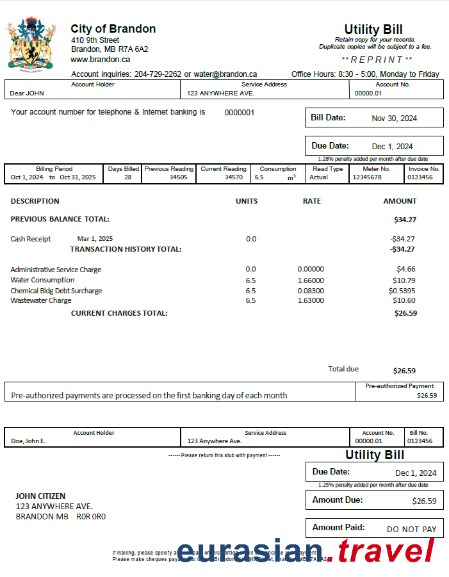 City of Brandon
410 9th Street
Brandon, MB R7A 6A2
www.brandon.ca
Utility Bill
Retain copy for your records.
Duplicate copies will be subject to a fee.
**REPRINT**
Account inquiries: 204-729-2262 or water@brandon.ca
Office Hours: 8:30 - 5:00, Monday to Friday
Account Holder Service Address Account No.
Dear JOHN 123 ANYWHERE AVE. 00000.01
Your account number for telephone & Internet banking is 0000001
Bill Date: Nov 30, 2024
Due Date: Dec 1, 2024
1.28% penalty added per month after due date
Billing Period Days Billed Previous Reading Current Reading Consumption Read Type Meter No. Invoice No.
Oct 1, 2024 to Oct 31, 2025 28 34505 34570 6.5 m³ Actual 12345678 0123456
DESCRIPTION UNITS RATE AMOUNT
PREVIOUS BALANCE TOTAL: $34.27
Cash Receipt Mar 1, 2025 0.0 -$34.27
TRANSACTION HISTORY TOTAL: -$34.27
Administrative Service Charge 0.0 0.00000 $4.66
Water Consumption 6.5 1.66000 $10.79
Chemical Bldg Debt Surcharge 6.5 0.08300 $0.5395
Wastewater Charge 6.5 1.63000 $10.60
CURRENT CHARGES TOTAL: $26.59
Total due $26.59
Pre-authorized Payment
Pre-authorized payments are processed on the first banking day of each month $26.59
Account Holder Service Address Account No. Bill No.
Doe, John E. 123 Anywhere Ave. 00000.01 0123456
------ Please return this stub with payment ------
Utility Bill
Due Date: Dec 1, 2024
1.25% penalty added per month after due date
JOHN CITIZEN
123 ANYWHERE AVE.
BRANDON MB R0R 0R0
Amount Due: $26.59
Amount Paid: DO NOT PAY
If mailing, please specify
Please make cheques payable to:
eurasian.travel